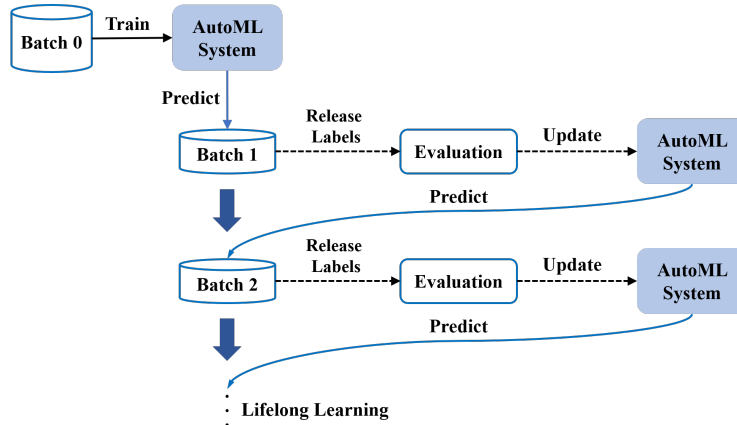 Batch 0
Train
AutoML
System
Predict
Batch 1
Release
Labels
Evaluation
Update
AutoML
System
Predict
Batch 2
Release
Labels
Evaluation
Update
AutoML
System
Predict
Lifelong Learning